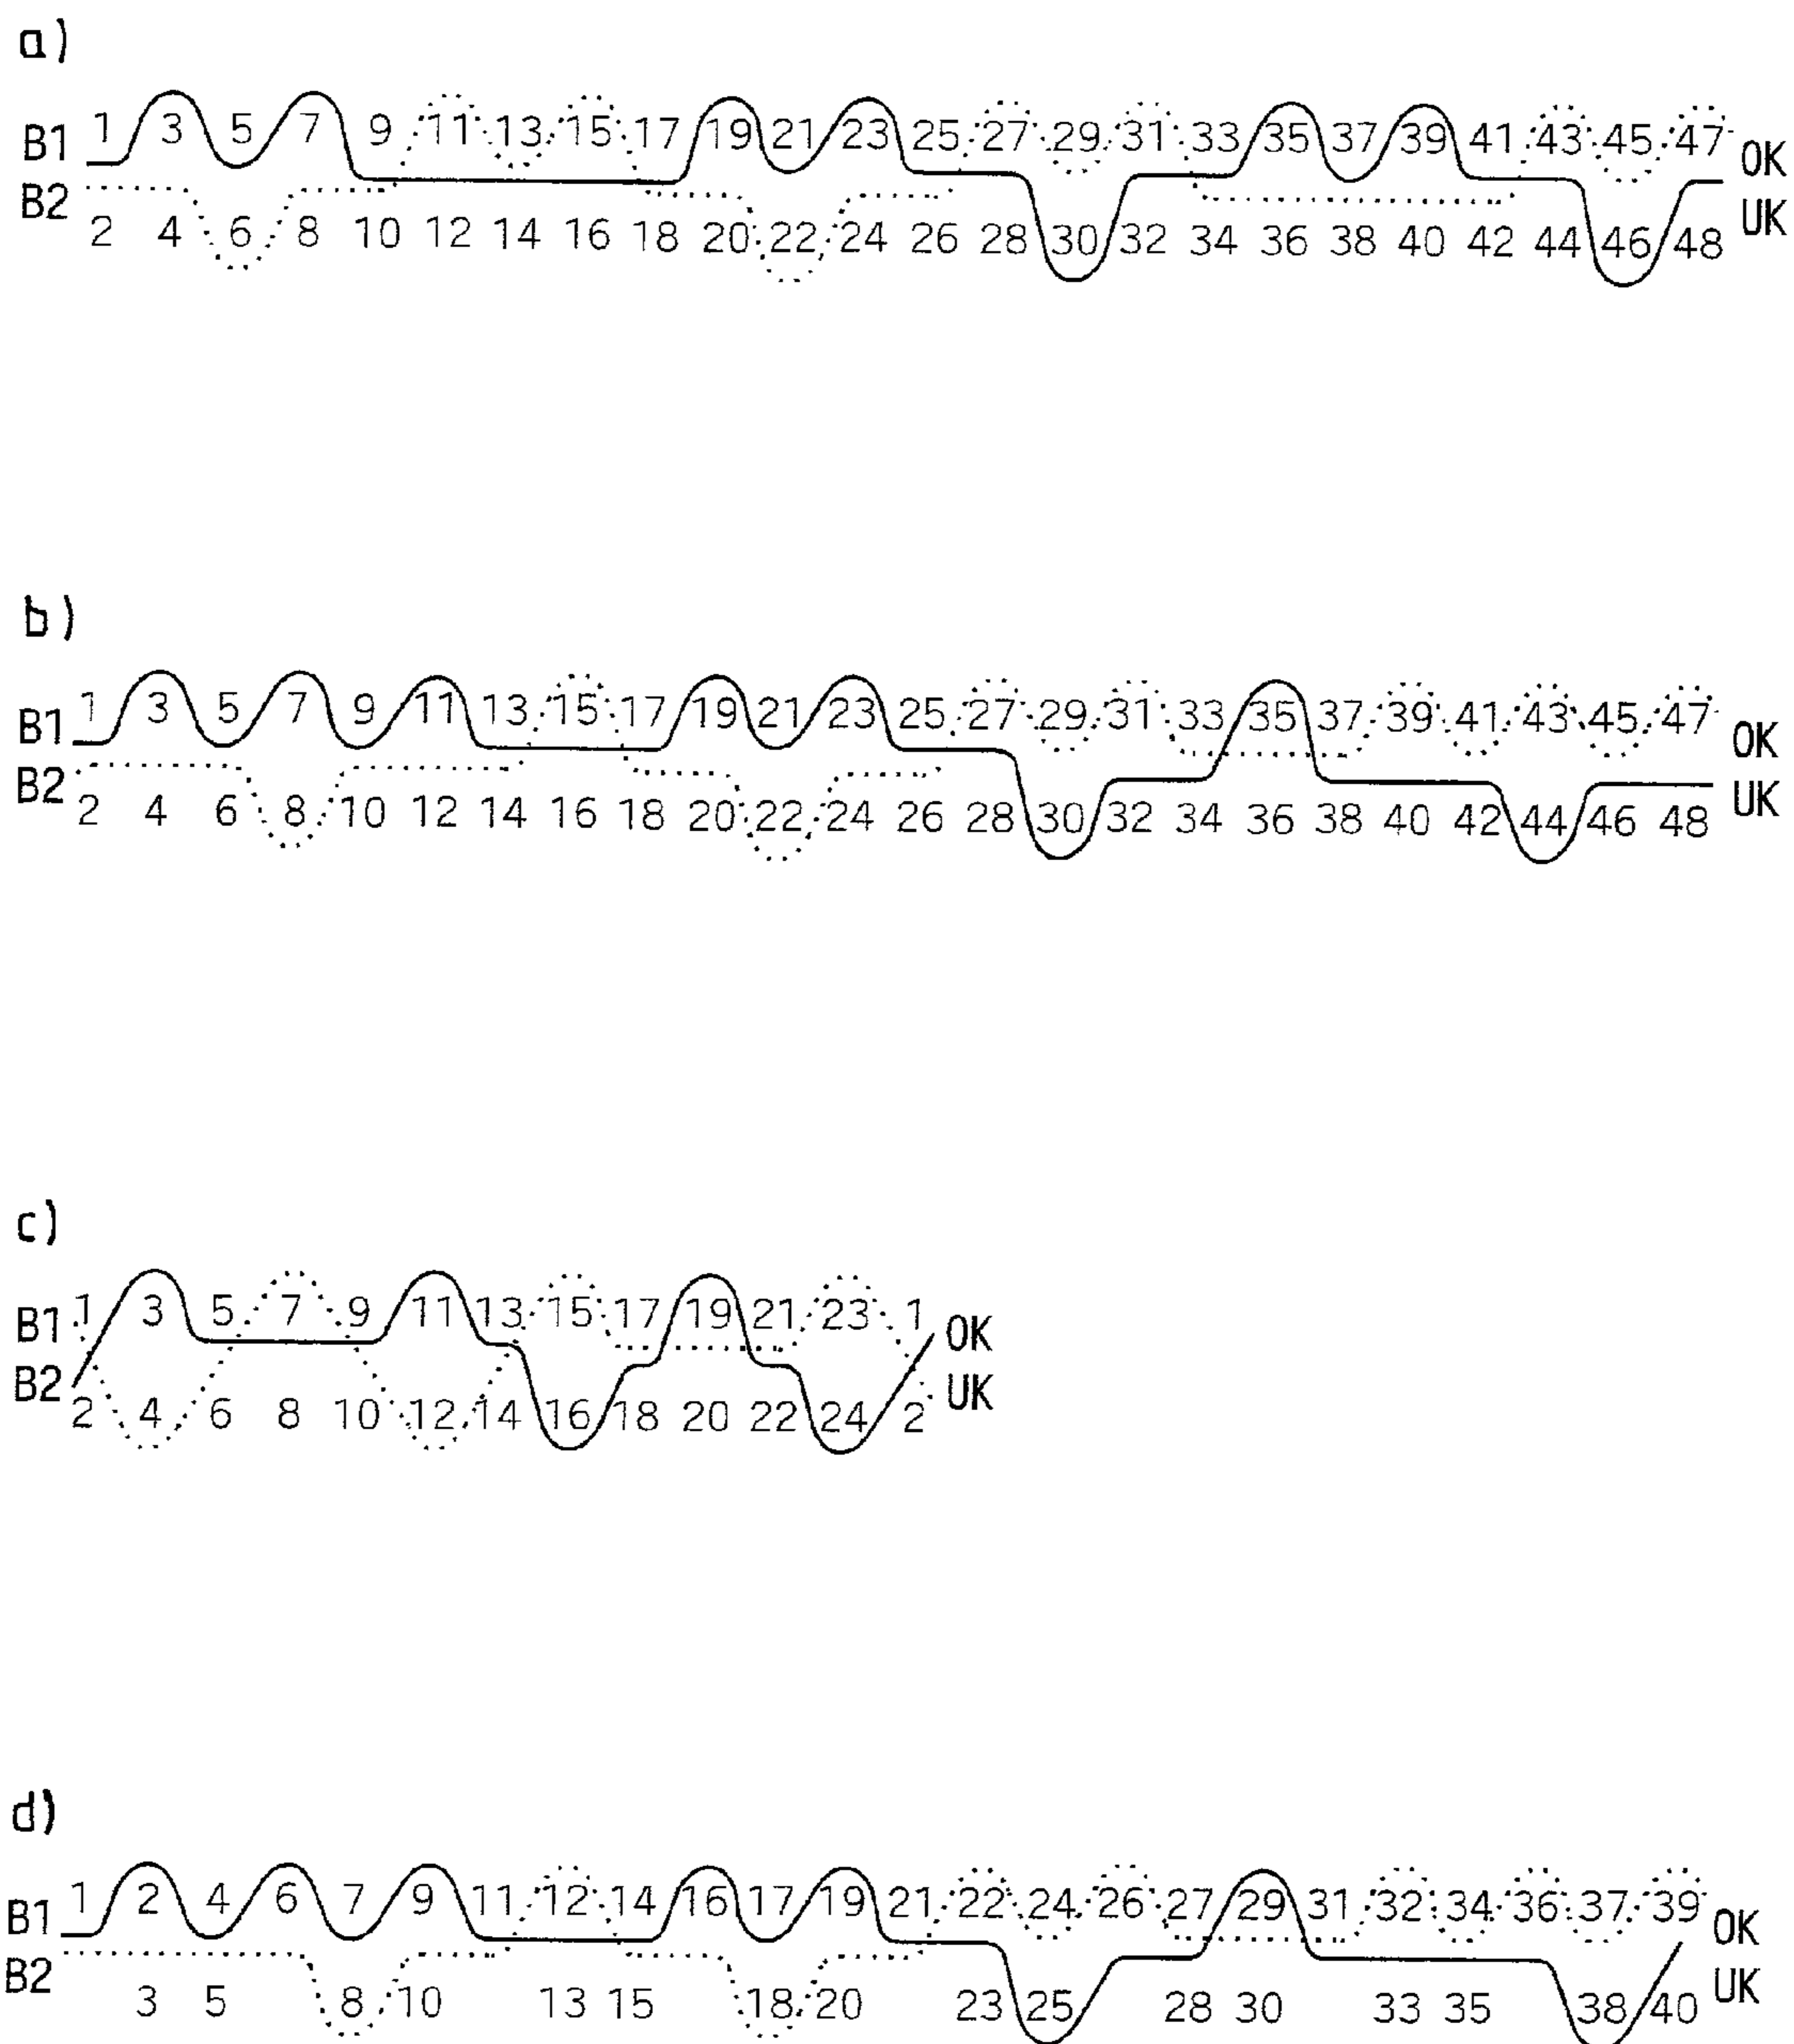 a)
B1 1 3 5 7 9 11 13 15 17 19 21 23 25 27 29 31 33 35 37 39 41 43 45 47 OK
B2 2 4 6 8 10 12 14 16 18 20 22 24 26 28 30 32 34 36 38 40 42 44 46 48 UK
b)
B1 1 3 5 7 9 11 13 15 17 19 21 23 25 27 29 31 33 35 37 39 41 43 45 47 OK
B2 2 4 6 8 10 12 14 16 18 20 22 24 26 28 30 32 34 36 38 40 42 44 46 48 UK
c)
B1 1 3 5 7 9 11 13 15 17 19 21 23 1 OK
B2 2 4 6 8 10 12 14 16 18 20 22 24 2 UK
d)
B1 1 2 4 6 7 9 11 12 14 16 17 19 21 22 24 26 27 29 31 32 34 36 37 39 OK
B2 3 5 8 10 13 15 18 20 23 25 28 30 33 35 38 40 UK